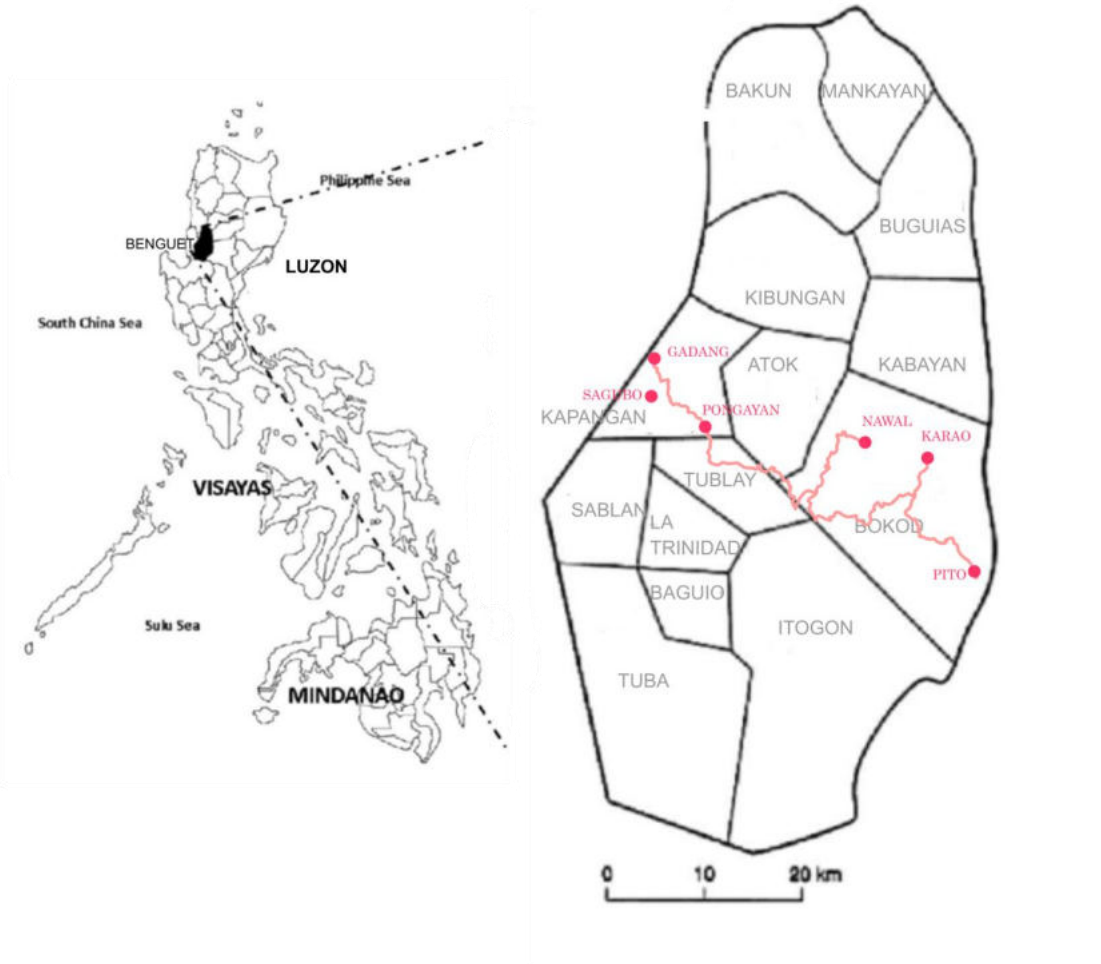 Philippine Sea
BENGUET
LUZON
South China Sea
VISAYAS
Sulu Sea
MINDANAO
BAKUN
MANKAYAN
BUGUIAS
KIBUNGAN
GADANG
ATOK
KABAYAN
SAGUBO
KAPANGAN
PONGAYAN
NAWAL
KARAO
TUBLAY
SABLAN
LA
TRINIDAD
BOKOD
PITO
BAGUIO
ITOGON
TUBA
0 10 20 km